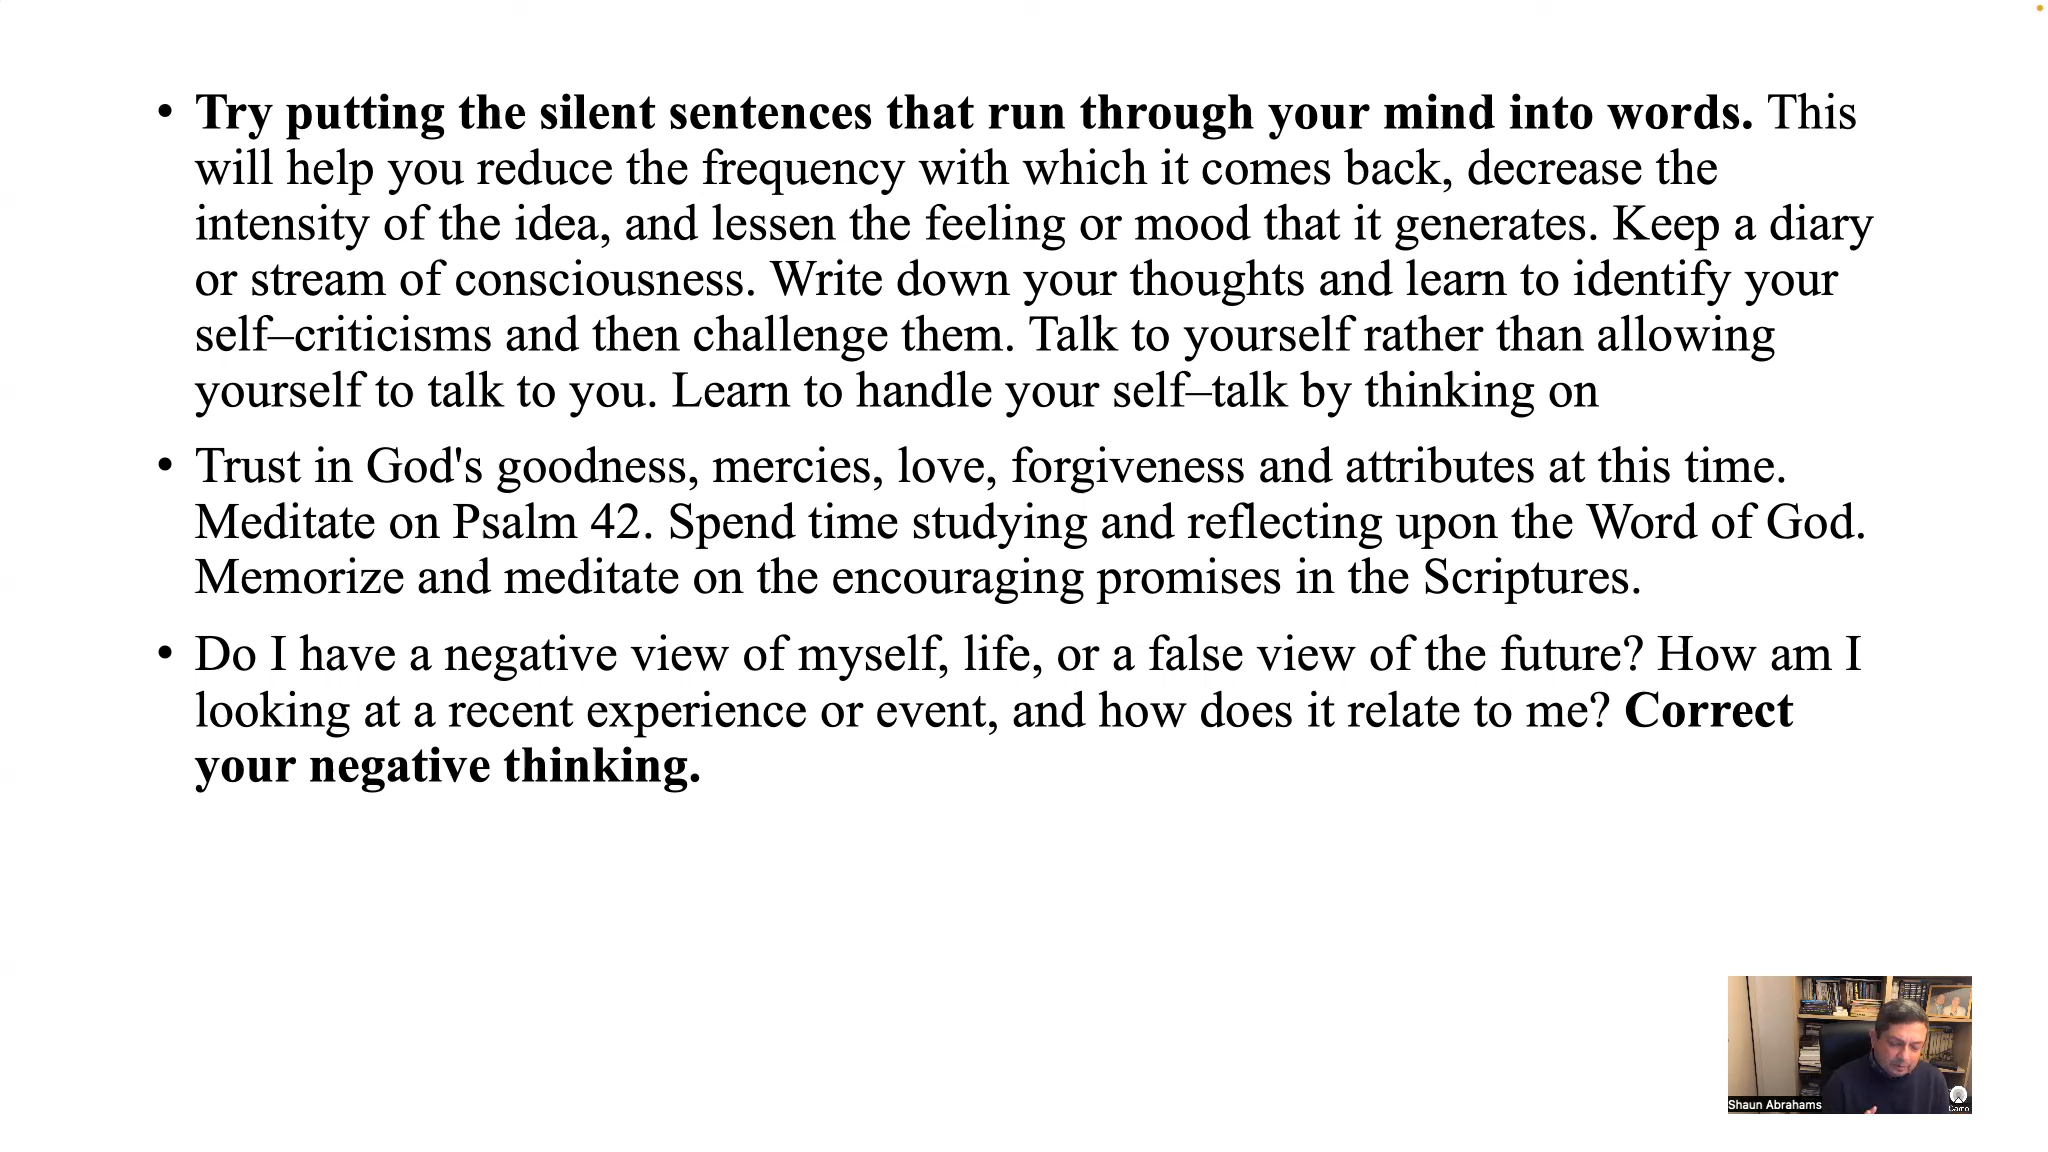 • Try putting the silent sentences that run through your mind into words. This
will help you reduce the frequency with which it comes back, decrease the
intensity of the idea, and lessen the feeling or mood that it generates. Keep a diary
or stream of consciousness. Write down your thoughts and learn to identify your
self–criticisms and then challenge them. Talk to yourself rather than allowing
yourself to talk to you. Learn to handle your self–talk by thinking on
• Trust in God's goodness, mercies, love, forgiveness and attributes at this time.
Meditate on Psalm 42. Spend time studying and reflecting upon the Word of God.
Memorize and meditate on the encouraging promises in the Scriptures.
• Do I have a negative view of myself, life, or a false view of the future? How am I
looking at a recent experience or event, and how does it relate to me? Correct
your negative thinking.
Shaun Abrahams